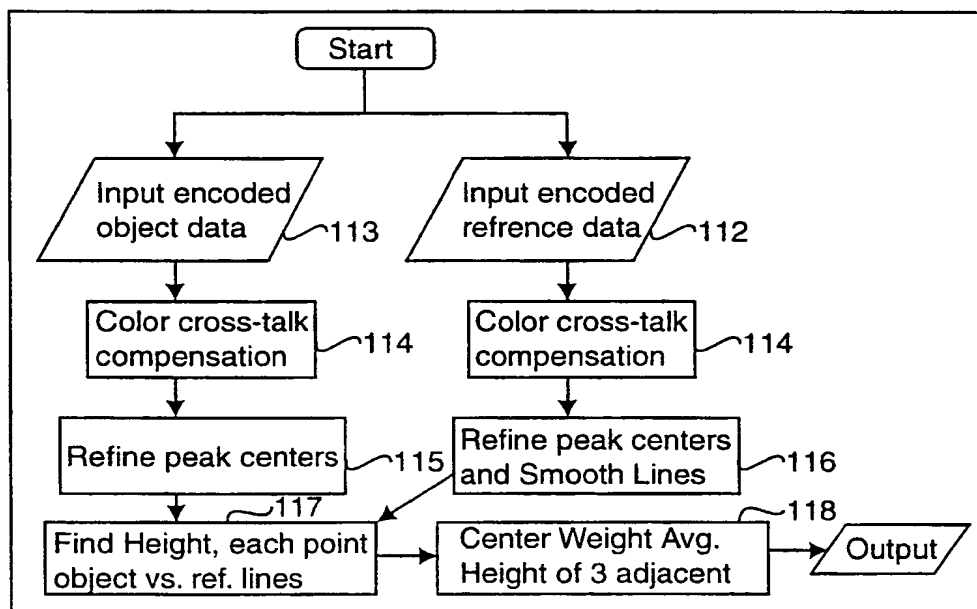 Start
Input encoded
object data
113
Input encoded
refrence data
112
Color cross-talk
compensation
114
Color cross-talk
compensation
114
Refine peak centers
115
Refine peak centers
and Smooth Lines
116
117
Find Height, each point
object vs. ref. lines
118
Center Weight Avg.
Height of 3 adjacent
Output